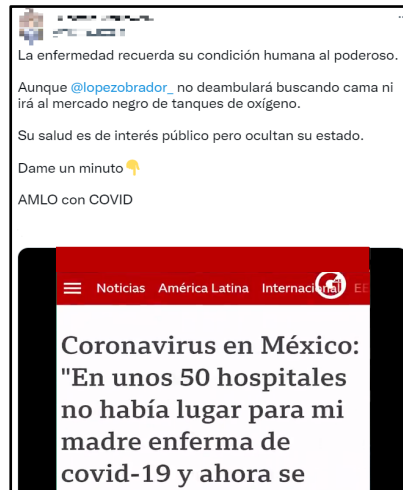 La enfermedad recuerda su condición humana al poderoso.
Aunque @lopezobrador_ no deambulará buscando cama ni
irá al mercado negro de tanques de oxígeno.
Su salud es de interés público pero ocultan su estado.
Dame un minuto👇
AMLO con COVID
Noticias América Latina Internacional
Coronavirus en México:
"En unos 50 hospitales
no había lugar para mi
madre enferma de
covid-19 y ahora se